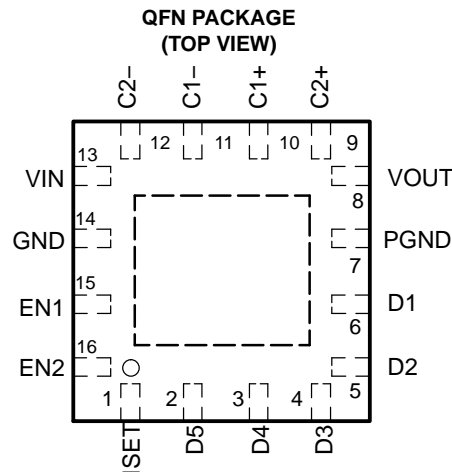 QFN PACKAGE
(TOP VIEW)
C2–
C1–
C1+
C2+
12
11
10
9
13
VIN
VOUT
8
14
GND
PGND
7
15
EN1
D1
6
16
EN2
D2
5
1
2
3
4
ISET
D5
D4
D3